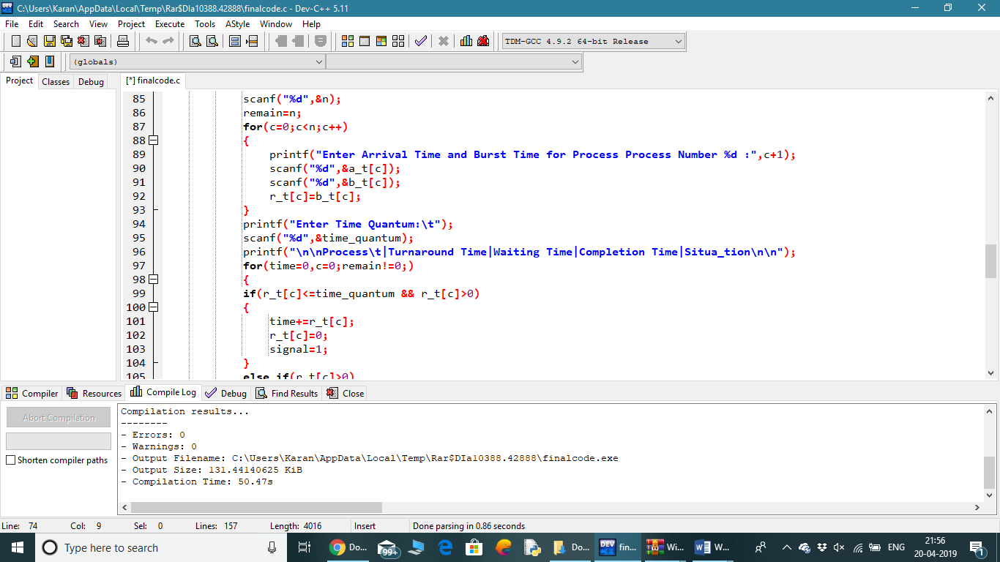 C:\Users\Karan\AppData\Local\Temp\Rar$DIa10388.42888\finalcode.c - Dev-C++ 5.11
File Edit Search View Project Execute Tools AStyle Window Help
TDM-GCC 4.9.2 64-bit Release
(globals)
Project Classes Debug
[*] finalcode.c
85 scanf("%d",&n);
86 remain=n;
87 for(c=0;c<n;c++)
88 {
89 printf("Enter Arrival Time and Burst Time for Process Process Number %d :",c+1);
90 scanf("%d",&a_t[c]);
91 scanf("%d",&b_t[c]);
92 r_t[c]=b_t[c];
93 }
94 printf("Enter Time Quantum:\t");
95 scanf("%d",&time_quantum);
96 printf("\n\nProcess\t|Turnaround Time|Waiting Time|Completion Time|Situa_tion\n\n");
97 for(time=0,c=0;remain!=0;)
98 {
99 if(r_t[c]<=time_quantum && r_t[c]>0)
100 {
101 time+=r_t[c];
102 r_t[c]=0;
103 signal=1;
104 }
105 else if(r_t[c]>0)
Compiler Resources Compile Log Debug Find Results Close
Abort Compilation
Shorten compiler paths
Compilation results...
--------
- Errors: 0
- Warnings: 0
- Output Filename: C:\Users\Karan\AppData\Local\Temp\Rar$DIa10388.42888\finalcode.exe
- Output Size: 131.44140625 KiB
- Compilation Time: 50.47s
Line: 74 Col: 9 Sel: 0 Lines: 157 Length: 4016 Insert Done parsing in 0.86 seconds
Type here to search
Do...
99+
Do...
DEV
fin...
Wi...
W...
ENG
21:56
20-04-2019
1